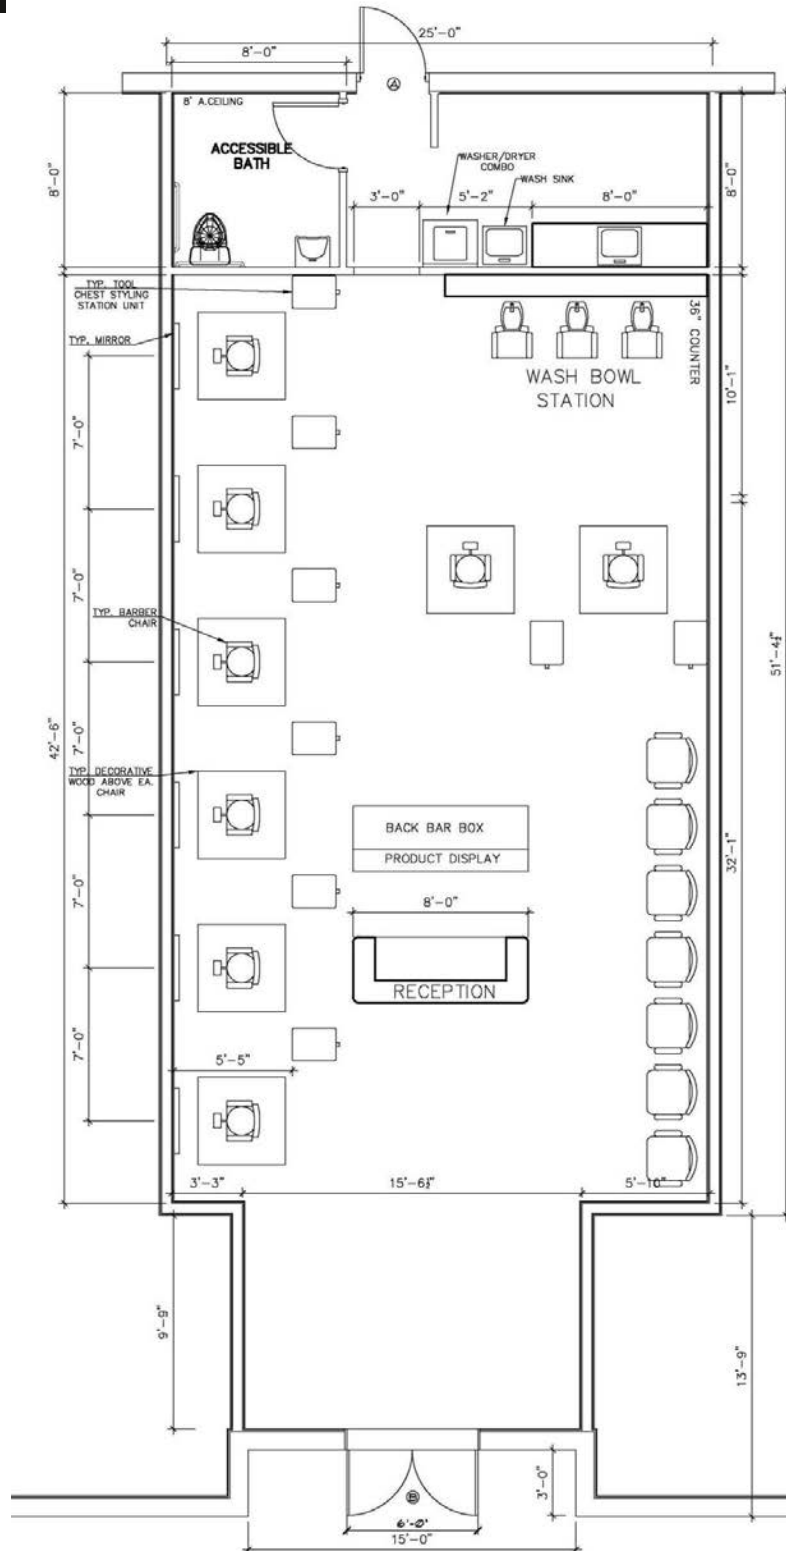 25'-0"
8'-0"
Ⓐ
8' A.CEILING
ACCESSIBLE
BATH
WASHER/DRYER
COMBO
WASH SINK
8'-0"
8'-0"
3'-0"
5'-2"
8'-0"
TYP. TOOL
CHEST STYLING
STATION UNIT
TYP. MIRROR
36" COUNTER
WASH BOWL
STATION
10'-1"
7'-0"
7'-0"
TYP. BARBER
CHAIR
51'-4½"
42'-6"
7'-0"
TYP. DECORATIVE
WOOD ABOVE EA.
CHAIR
BACK BAR BOX
PRODUCT DISPLAY
32'-1"
7'-0"
8'-0"
RECEPTION
7'-0"
5'-5"
3'-3"
15'-6½"
5'-10"
9'-9"
13'-9"
3'-0"
Ⓑ
6'-0"
15'-0"